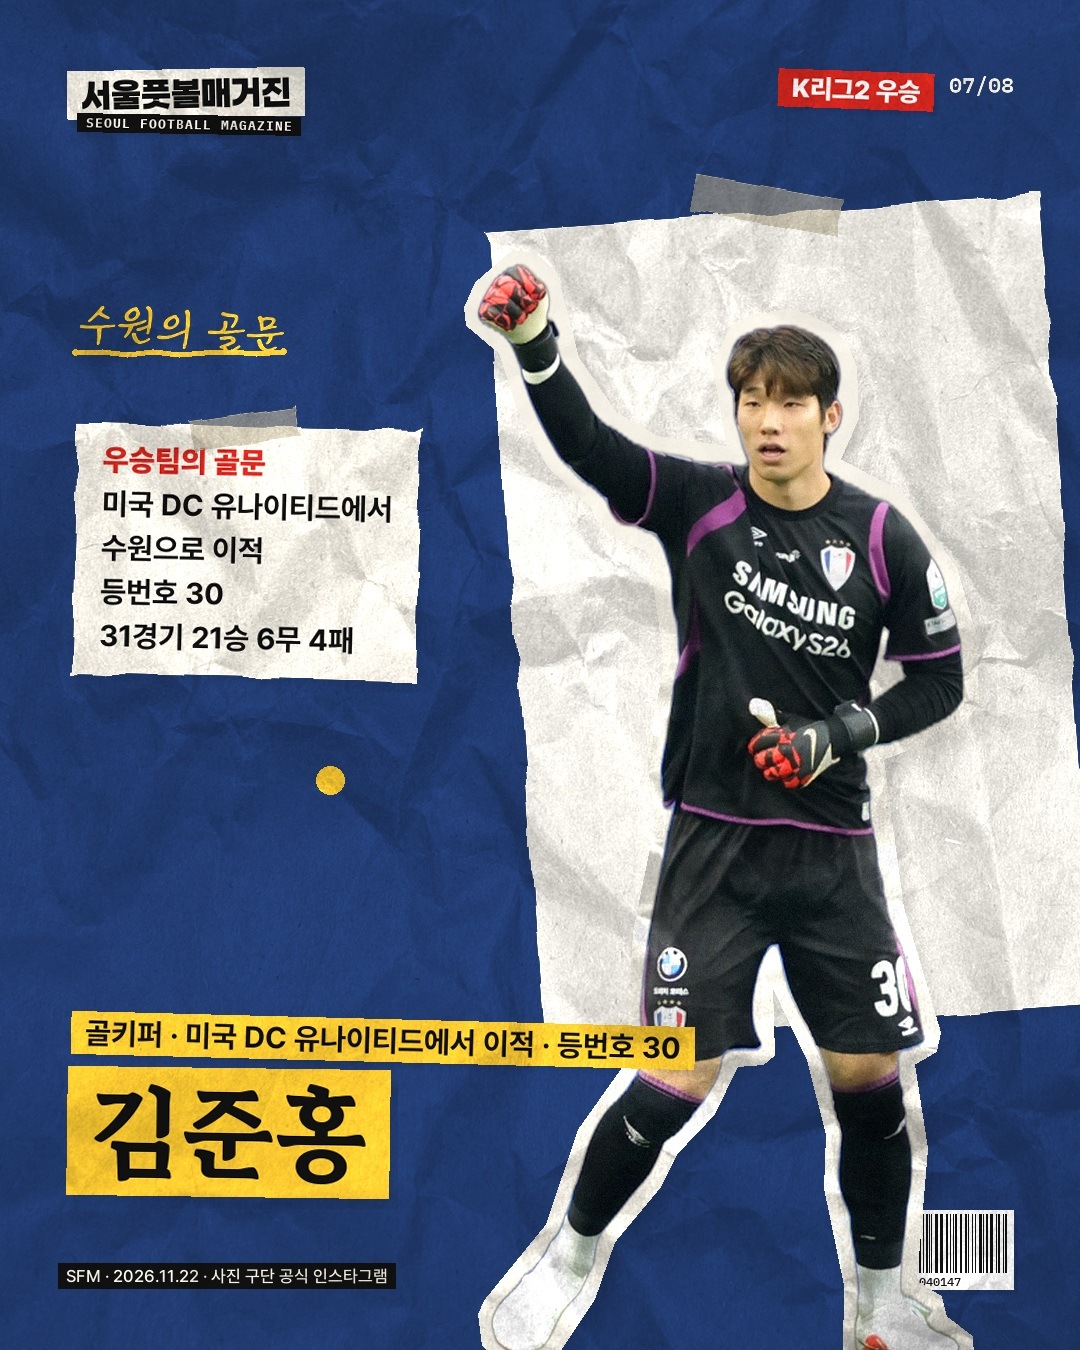 서울풋볼매거진
SEOUL FOOTBALL MAGAZINE
K리그2 우승
07/08
수원의 골문
우승팀의 골문
미국 DC 유나이티드에서
수원으로 이적
등번호 30
31경기 21승 6무 4패
SAMSUNG
Galaxy S26
30
골키퍼 · 미국 DC 유나이티드에서 이적 · 등번호 30
김준홍
SFM · 2026.11.22 · 사진 구단 공식 인스타그램
040147